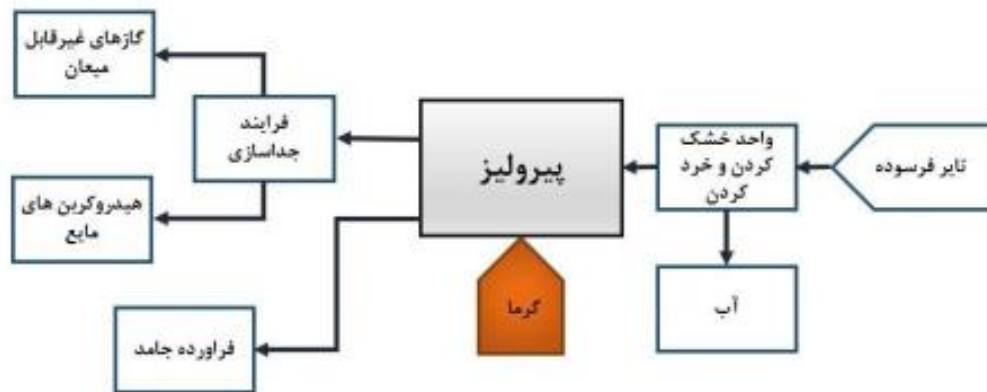 تایر فرسوده
واحد خشک
کردن و خرد
کردن
آب
پیرولیز
گرما
فرایند
جداسازی
گازهای غیرقابل
میعان
هیدروکربن های
مایع
فراورده جامد